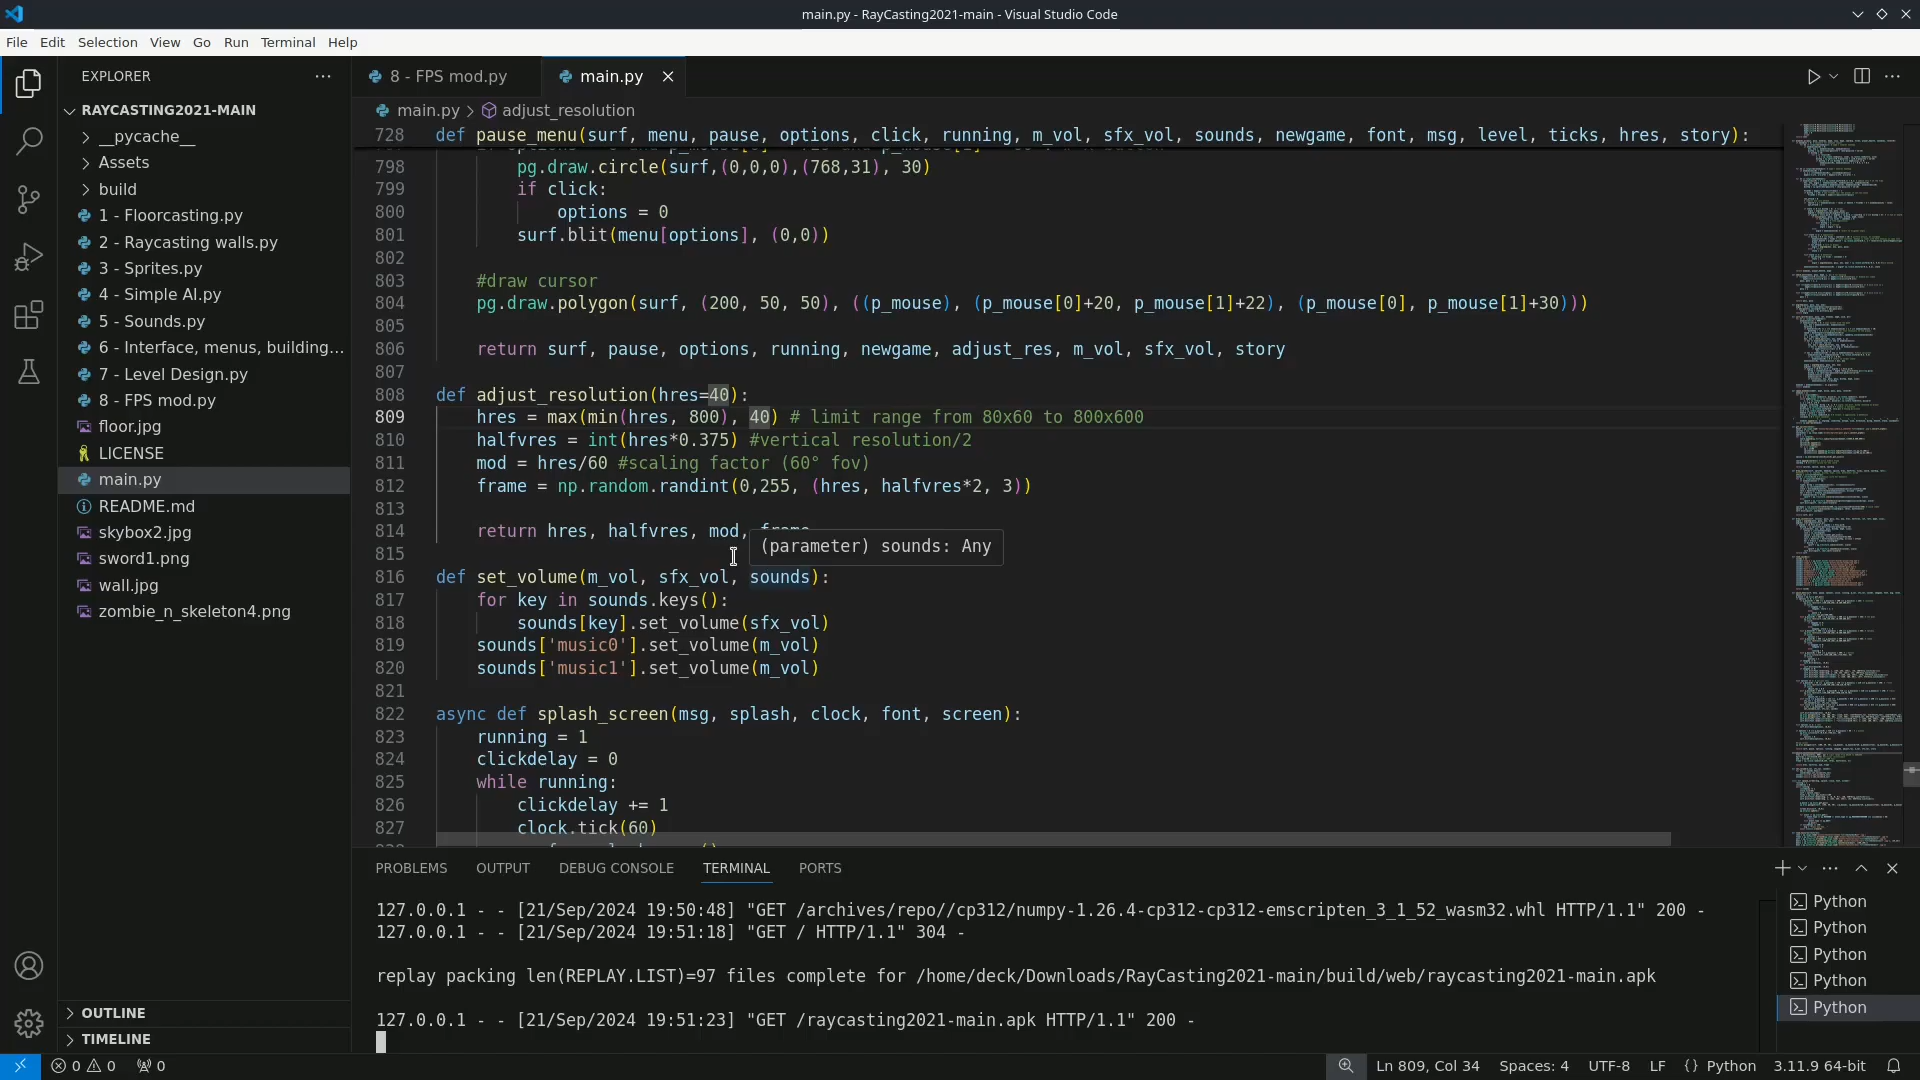 main.py - RayCasting2021-main - Visual Studio Code
File Edit Selection View Go Run Terminal Help
EXPLORER
RAYCASTING2021-MAIN
__pycache__
Assets
build
1 - Floorcasting.py
2 - Raycasting walls.py
3 - Sprites.py
4 - Simple AI.py
5 - Sounds.py
6 - Interface, menus, building...
7 - Level Design.py
8 - FPS mod.py
floor.jpg
LICENSE
main.py
README.md
skybox2.jpg
sword1.png
wall.jpg
zombie_n_skeleton4.png
OUTLINE
TIMELINE
8 - FPS mod.py
main.py
main.py > adjust_resolution
728 def pause_menu(surf, menu, pause, options, click, running, m_vol, sfx_vol, sounds, newgame, font, msg, level, ticks, hres, story):
798 pg.draw.circle(surf,(0,0,0),(768,31), 30)
799 if click:
800 options = 0
801 surf.blit(menu[options], (0,0))
802
803 #draw cursor
804 pg.draw.polygon(surf, (200, 50, 50), ((p_mouse), (p_mouse[0]+20, p_mouse[1]+22), (p_mouse[0], p_mouse[1]+30)))
805
806 return surf, pause, options, running, newgame, adjust_res, m_vol, sfx_vol, story
807
808 def adjust_resolution(hres=40):
809 hres = max(min(hres, 800), 40) # limit range from 80x60 to 800x600
810 halfvres = int(hres*0.375) #vertical resolution/2
811 mod = hres/60 #scaling factor (60° fov)
812 frame = np.random.randint(0,255, (hres, halfvres*2, 3))
813
814 return hres, halfvres, mod, frame
815
(parameter) sounds: Any
816 def set_volume(m_vol, sfx_vol, sounds):
817 for key in sounds.keys():
818 sounds[key].set_volume(sfx_vol)
819 sounds['music0'].set_volume(m_vol)
820 sounds['music1'].set_volume(m_vol)
821
822 async def splash_screen(msg, splash, clock, font, screen):
823 running = 1
824 clickdelay = 0
825 while running:
826 clickdelay += 1
827 clock.tick(60)
PROBLEMS OUTPUT DEBUG CONSOLE TERMINAL PORTS
127.0.0.1 - - [21/Sep/2024 19:50:48] "GET /archives/repo//cp312/numpy-1.26.4-cp312-cp312-emscripten_3_1_52_wasm32.whl HTTP/1.1" 200 -
127.0.0.1 - - [21/Sep/2024 19:51:18] "GET / HTTP/1.1" 304 -
replay packing len(REPLAY.LIST)=97 files complete for /home/deck/Downloads/RayCasting2021-main/build/web/raycasting2021-main.apk
127.0.0.1 - - [21/Sep/2024 19:51:23] "GET /raycasting2021-main.apk HTTP/1.1" 200 -
Python
Python
Python
Python
Python
0 0 0 Ln 809, Col 34 Spaces: 4 UTF-8 LF {} Python 3.11.9 64-bit